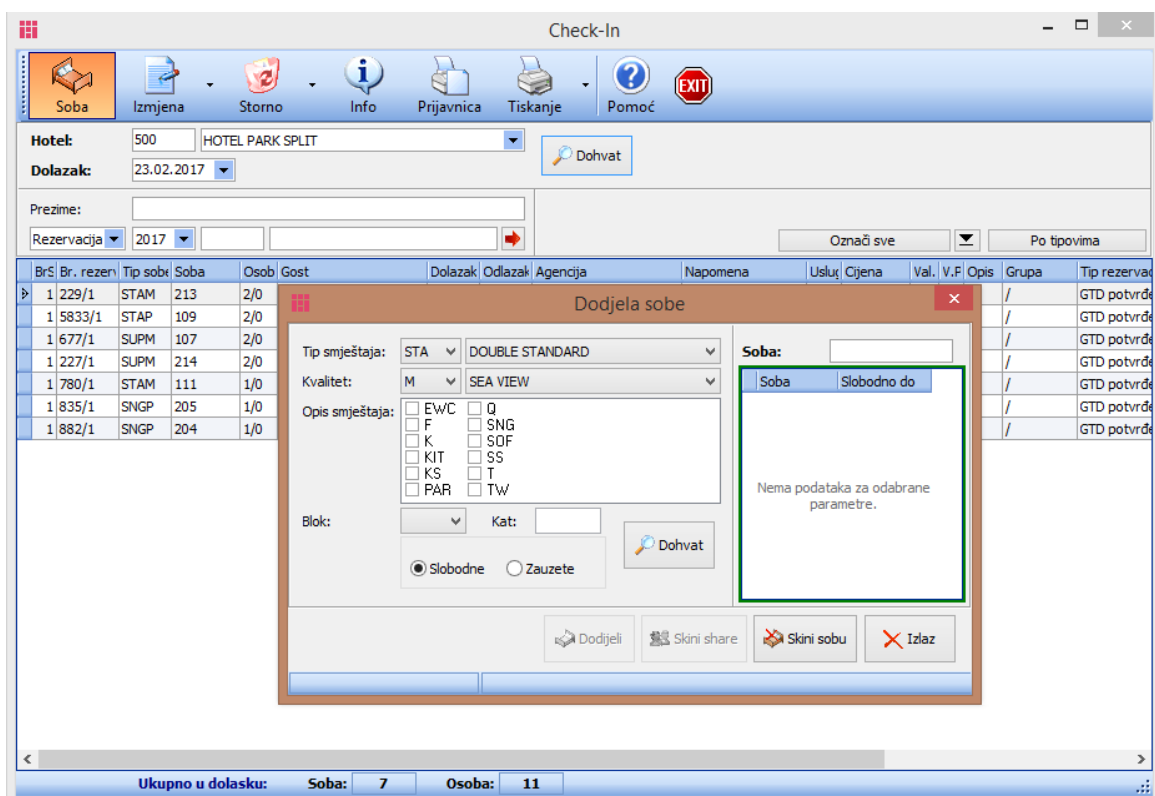 Check-In
Soba Izmjena Storno Info Prijavnica Tiskanje Pomoć EXIT
Hotel: 500 HOTEL PARK SPLIT Dohvat
Dolazak: 23.02.2017
Prezime:
Rezervacija 2017 Označi sve Po tipovima
BrS Br. rezerv Tip sobe Soba Osob Gost Dolazak Odlazak Agencija Napomena Uslug Cijena Val. V.F Opis Grupa Tip rezervac
1 229/1 STAM 213 2/0 / GTD potvrđe
1 5833/1 STAP 109 2/0 / GTD potvrđe
1 677/1 SUPM 107 2/0 / GTD potvrđe
1 227/1 SUPM 214 2/0 / GTD potvrđe
1 780/1 STAM 111 1/0 / GTD potvrđe
1 835/1 SNGP 205 1/0 / GTD potvrđe
1 882/1 SNGP 204 1/0 / GTD potvrđe
Dodjela sobe
Tip smještaja: STA DOUBLE STANDARD
Kvalitet: M SEA VIEW
Opis smještaja: EWC Q
F SNG
K SOF
KIT SS
KS T
PAR TW
Blok: Kat:
Slobodne Zauzete
Dohvat
Soba:
Soba Slobodno do
Nema podataka za odabrane
parametre.
Dodijeli Skini share Skini sobu Izlaz
Ukupno u dolasku: Soba: 7 Osoba: 11